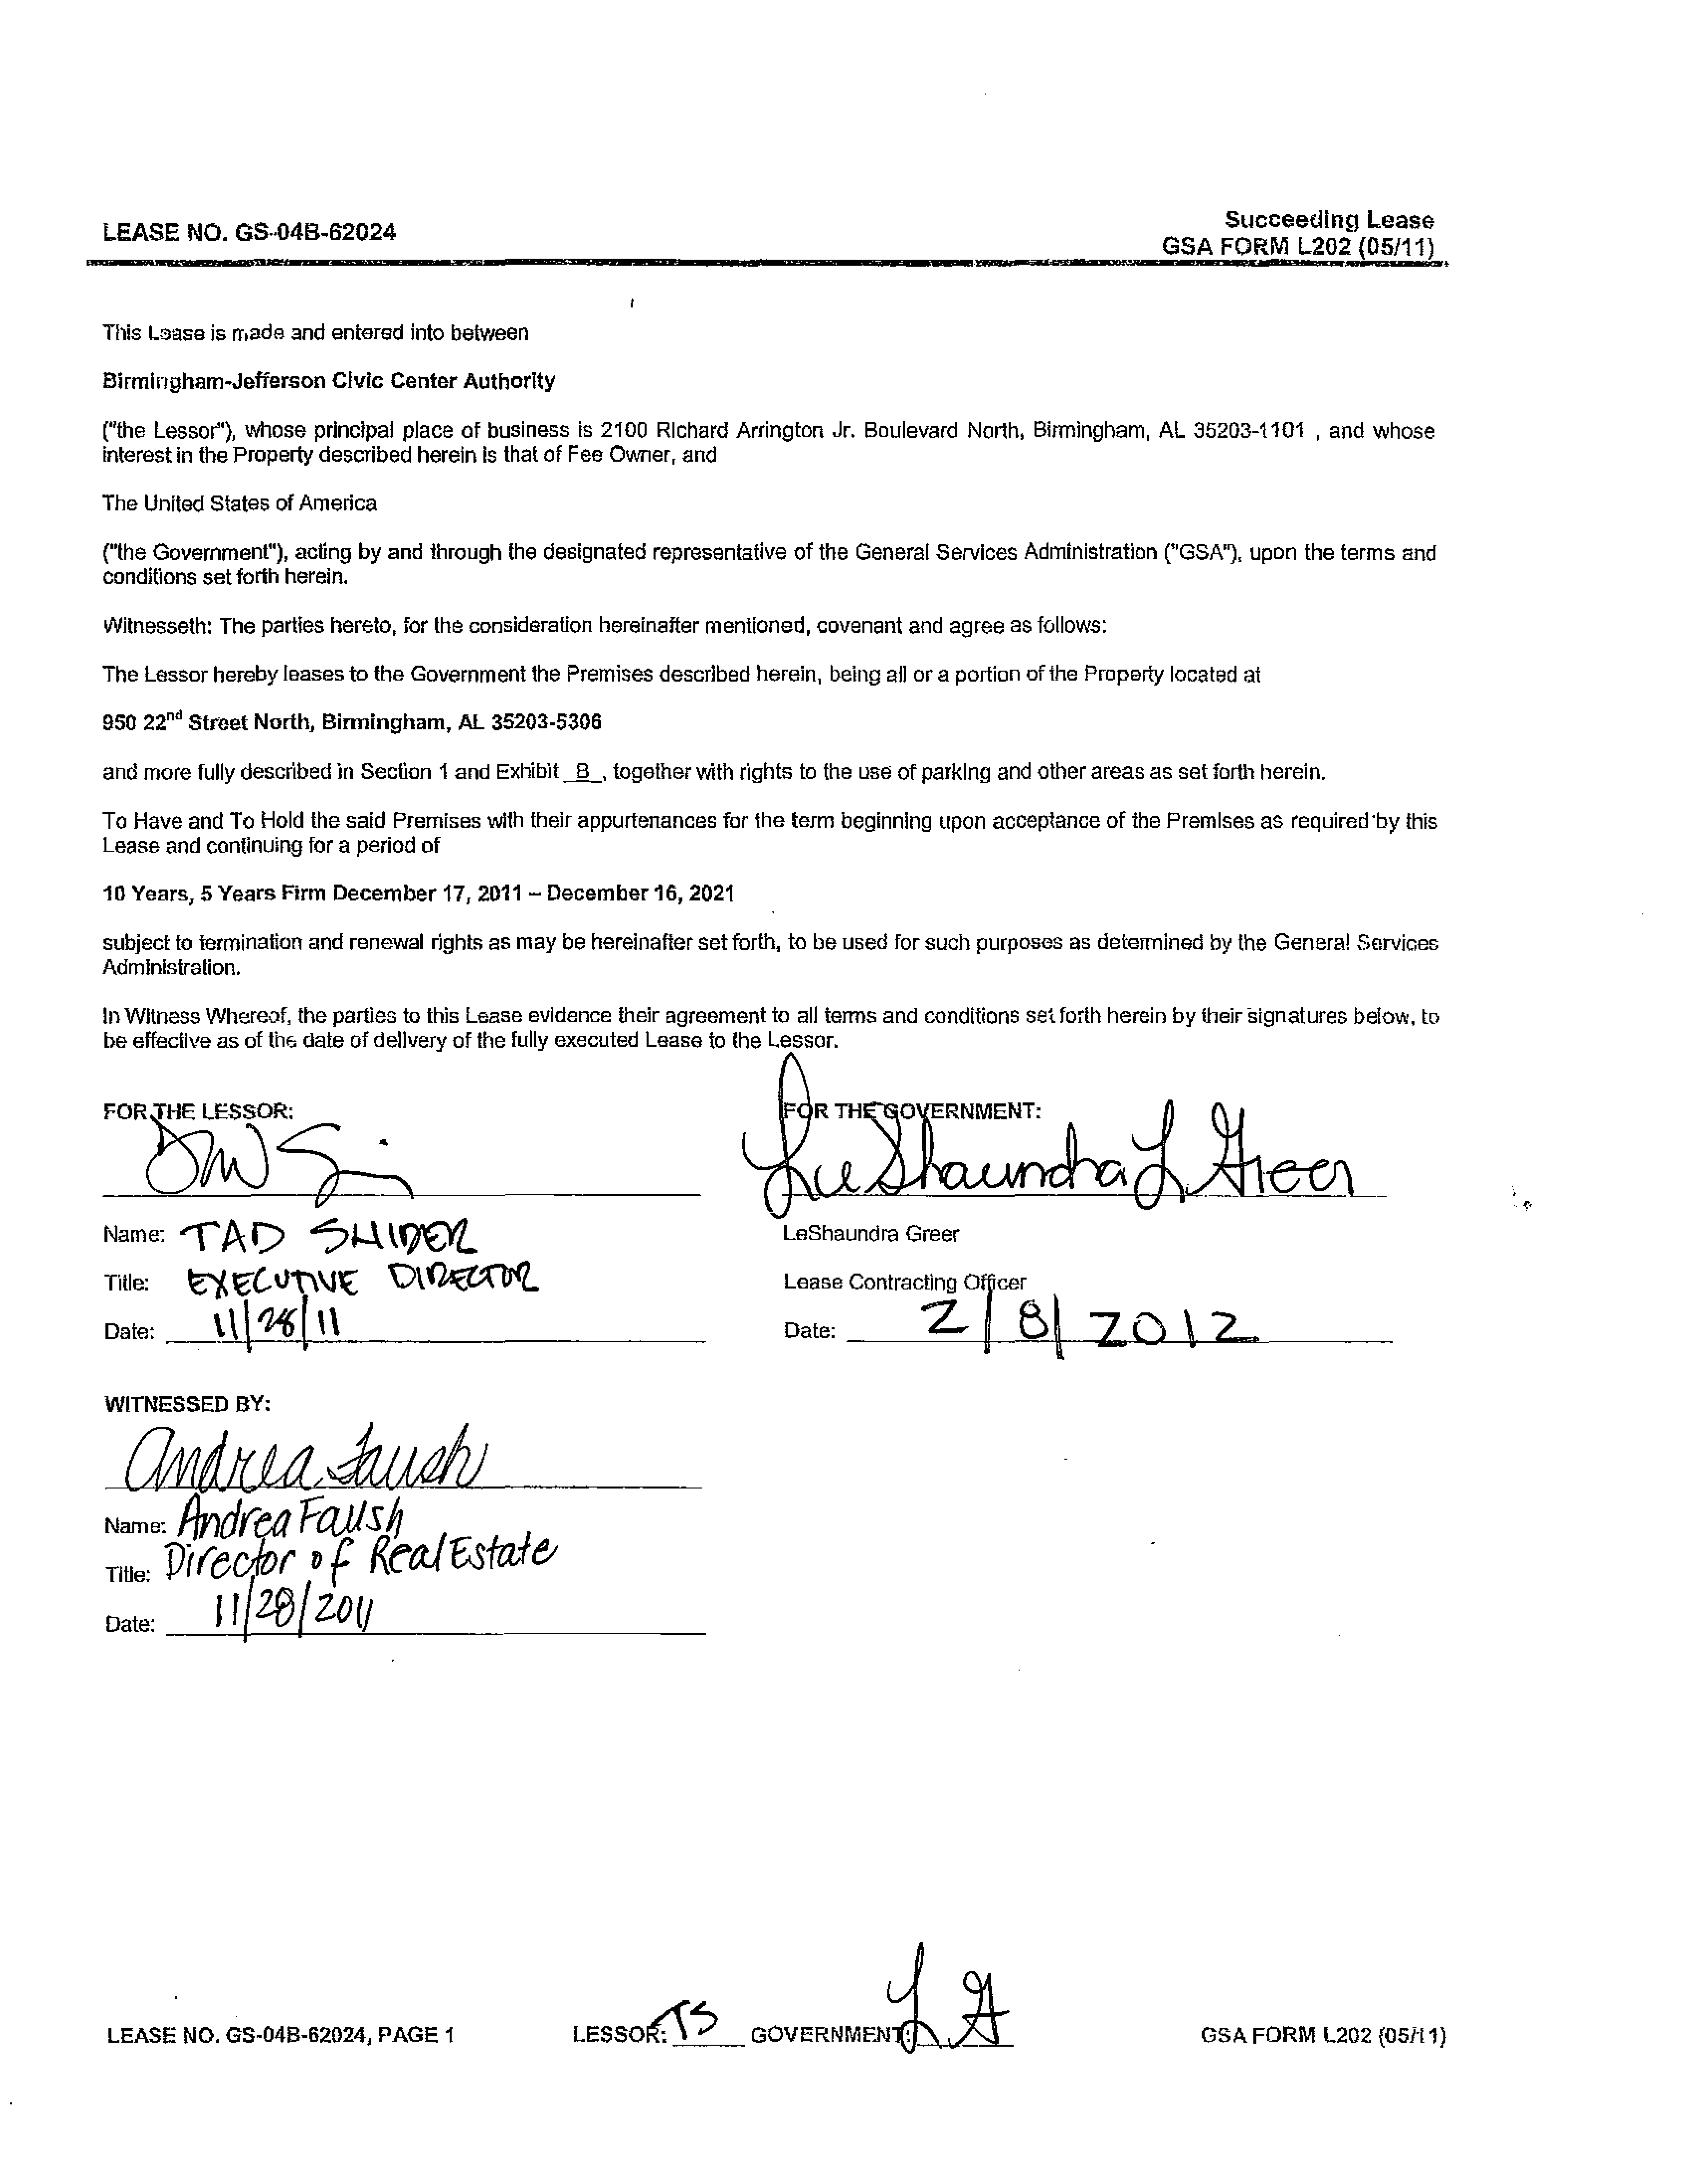 LEASE NO. GS-04B-62024
Succeeding Lease
GSA FORM L202 (05/11)
This Lease is made and entered into between
Birmingham-Jefferson Civic Center Authority
("the Lessor"), whose principal place of business is 2100 Richard Arrington Jr. Boulevard North, Birmingham, AL 35203-1101 , and whose
interest in the Property described herein is that of Fee Owner, and
The United States of America
("the Government"), acting by and through the designated representative of the General Services Administration ("GSA"), upon the terms and
conditions set forth herein.
Witnesseth: The parties hereto, for the consideration hereinafter mentioned, covenant and agree as follows:
The Lessor hereby leases to the Government the Premises described herein, being all or a portion of the Property located at
950 22nd Street North, Birmingham, AL 35203-5306
and more fully described in Section 1 and Exhibit _B_, together with rights to the use of parking and other areas as set forth herein.
To Have and To Hold the said Premises with their appurtenances for the term beginning upon acceptance of the Premises as required by this
Lease and continuing for a period of
10 Years, 5 Years Firm December 17, 2011 – December 16, 2021
subject to termination and renewal rights as may be hereinafter set forth, to be used for such purposes as determined by the General Services
Administration.
In Witness Whereof, the parties to this Lease evidence their agreement to all terms and conditions set forth herein by their signatures below, to
be effective as of the date of delivery of the fully executed Lease to the Lessor.
FOR THE LESSOR:
FOR THE GOVERNMENT:
LeShaundra L Greer
Name: TAD SNIDER
LeShaundra Greer
Title: EXECUTIVE DIRECTOR
Lease Contracting Officer
Date: 11/28/11
Date: 2/8/2012
WITNESSED BY:
Andrea Faush
Name: Andrea Faush
Title: Director of Real Estate
Date: 11/28/2011
LEASE NO. GS-04B-62024, PAGE 1
LESSOR: TS GOVERNMENT: LG
GSA FORM L202 (05/11)